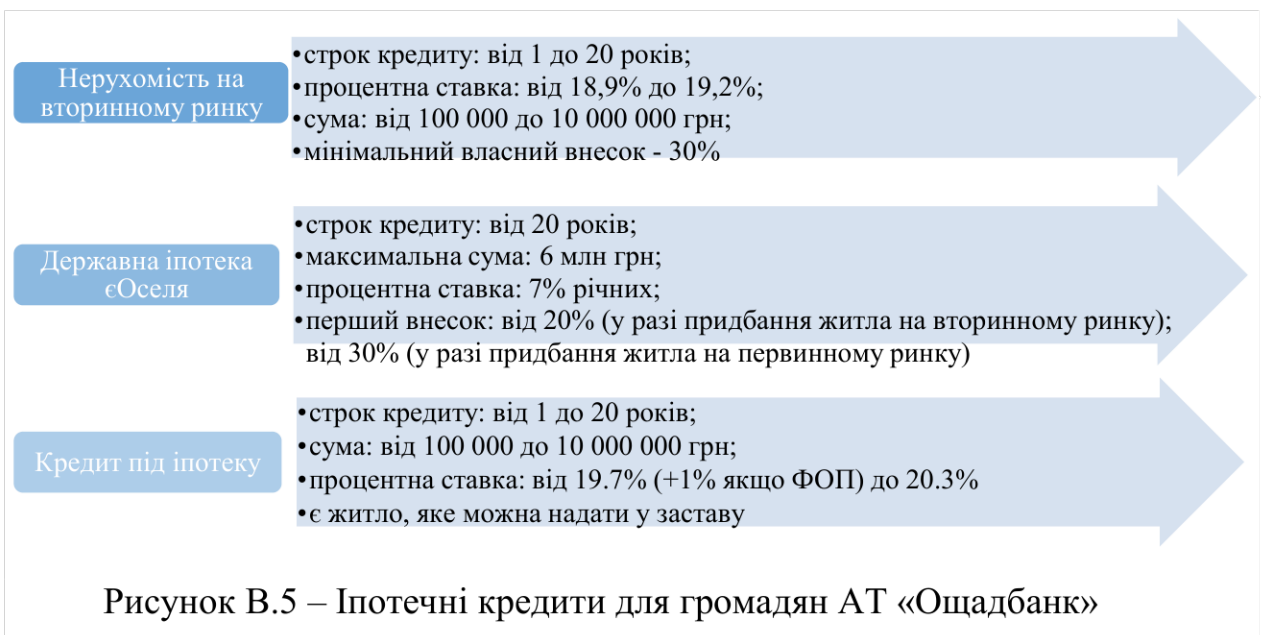 Нерухомість на
вторинному ринку
•строк кредиту: від 1 до 20 років;
•процентна ставка: від 18,9% до 19,2%;
•сума: від 100 000 до 10 000 000 грн;
•мінімальний власний внесок - 30%
Державна іпотека
єОселя
•строк кредиту: від 20 років;
•максимальна сума: 6 млн грн;
•процентна ставка: 7% річних;
•перший внесок: від 20% (у разі придбання житла на вторинному ринку);
від 30% (у разі придбання житла на первинному ринку)
Кредит під іпотеку
•строк кредиту: від 1 до 20 років;
•сума: від 100 000 до 10 000 000 грн;
•процентна ставка: від 19.7% (+1% якщо ФОП) до 20.3%
•є житло, яке можна надати у заставу
Рисунок В.5 – Іпотечні кредити для громадян АТ «Ощадбанк»